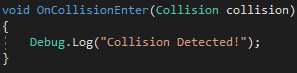 void OnCollisionEnter(Collision collision)
{
    Debug.Log("Collision Detected!");
}